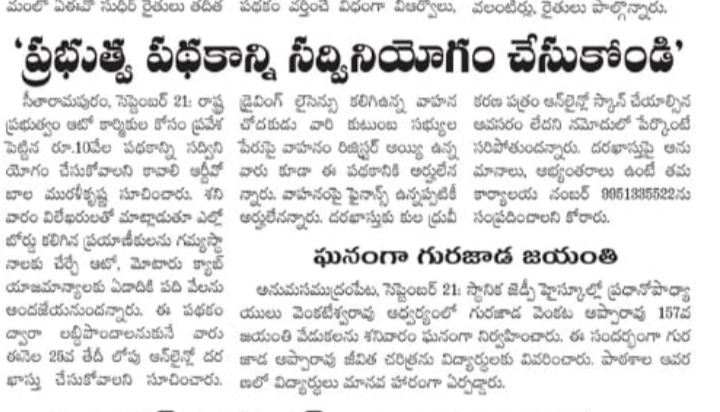 మంలో ఏఈవో సుధీర్ రైతులు తదిత
పథకం వర్తించే విధంగా వీఆర్వోలు,
వలంటీర్లు, రైతులు పాల్గొన్నారు.
‘ప్రభుత్వ పథకాన్ని సద్వినియోగం చేసుకోండి’
సీతారామపురం, సెప్టెంబర్ 21: రాష్ట్ర
ప్రభుత్వం ఆటో కార్మికుల కోసం ప్రవేశ
పెట్టిన రూ.10వేల పథకాన్ని సద్విని
యోగం చేసుకోవాలని కావలి ఆర్టీవో
బాల మురళీకృష్ణ సూచించారు. శని
వారం విలేఖరులతో మాట్లాడుతూ ఎల్లో
బోర్డు కలిగిన ప్రయాణీకులను గమ్యస్థా
నాలకు చేర్చే ఆటో, మోటారు క్యాబ్
యాజమాన్యాలకు ఏడాదికి పది వేలను
అందజేయనుందన్నారు. ఈ పథకం
ద్వారా లబ్ధిపొందాలనుకునే వారు
ఈనెల 25వ తేదీ లోపు ఆన్‌లైన్లో దర
ఖాస్తు చేసుకోవాలని సూచించారు.
డ్రైవింగ్ లైసెన్సు కలిగిఉన్న వాహన
చోదకుడు వారి కుటుంబ సభ్యుల
పేరుపై వాహనం రిజిస్టర్ అయ్యి ఉన్న
వారు కూడా ఈ పథకానికి అర్హులేన
న్నారు. వాహనంపై ఫైనాన్స్ ఉన్నప్పటికీ
అర్హులేనన్నారు. దరఖాస్తుకు కుల ధ్రువీ
కరణ పత్రం ఆన్‌లైన్లో స్కాన్ చేయాల్సిన
అవసరం లేదని నమోదులో పేర్కొంటే
సరిపోతుందన్నారు. దరఖాస్తుపై అను
మానాలు, అభ్యంతరాలు ఉంటే తమ
కార్యాలయ నంబర్ 9951335522ను
సంప్రదించాలని కోరారు.
ఘనంగా గురజాడ జయంతి
అనుమసముద్రంపేట, సెప్టెంబర్ 21: స్థానిక జెడ్పీ హైస్కూల్లో ప్రధానోపాధ్యా
యులు వెంకటేశ్వరావు ఆధ్వర్యంలో గురజాడ వెంకట అప్పారావు 157వ
జయంతి వేడుకలను శనివారం ఘనంగా నిర్వహించారు. ఈ సందర్భంగా గుర
జాడ అప్పారావు జీవిత చరిత్రను విద్యార్థులకు వివరించారు. పాఠశాల ఆవర
ణలో విద్యార్థులు మానవ హారంగా ఏర్పడ్డారు.